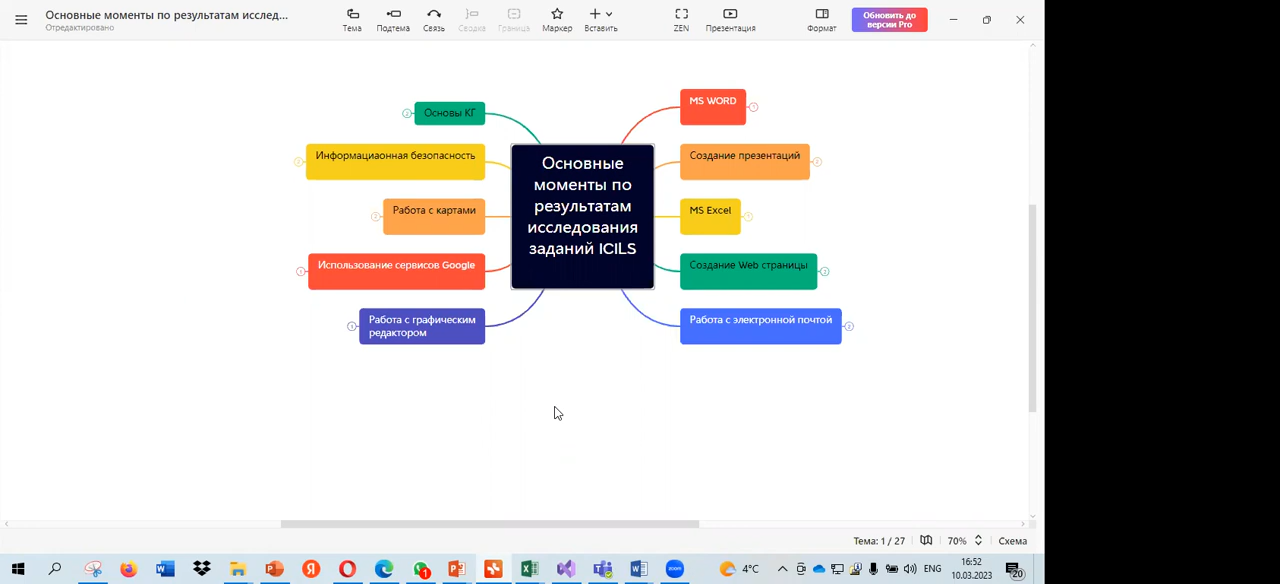 Основные моменты по результатам исслед...
Отредактировано
Тема
Подтема
Связь
Сводка
Граница
Маркер
Вставить
ZEN
Презентация
Формат
Обновить до
версии Pro
Основы КГ
Информациаонная безопасность
Работа с картами
Использование сервисов Google
Работа с графическим
редактором
Основные
моменты по
результатам
исследования
заданий ICILS
MS WORD
Создание презентаций
MS Excel
Создание Web страницы
Работа с электронной почтой
Тема: 1 / 27
70%
Схема
4°C
ENG
16:52
10.03.2023
20